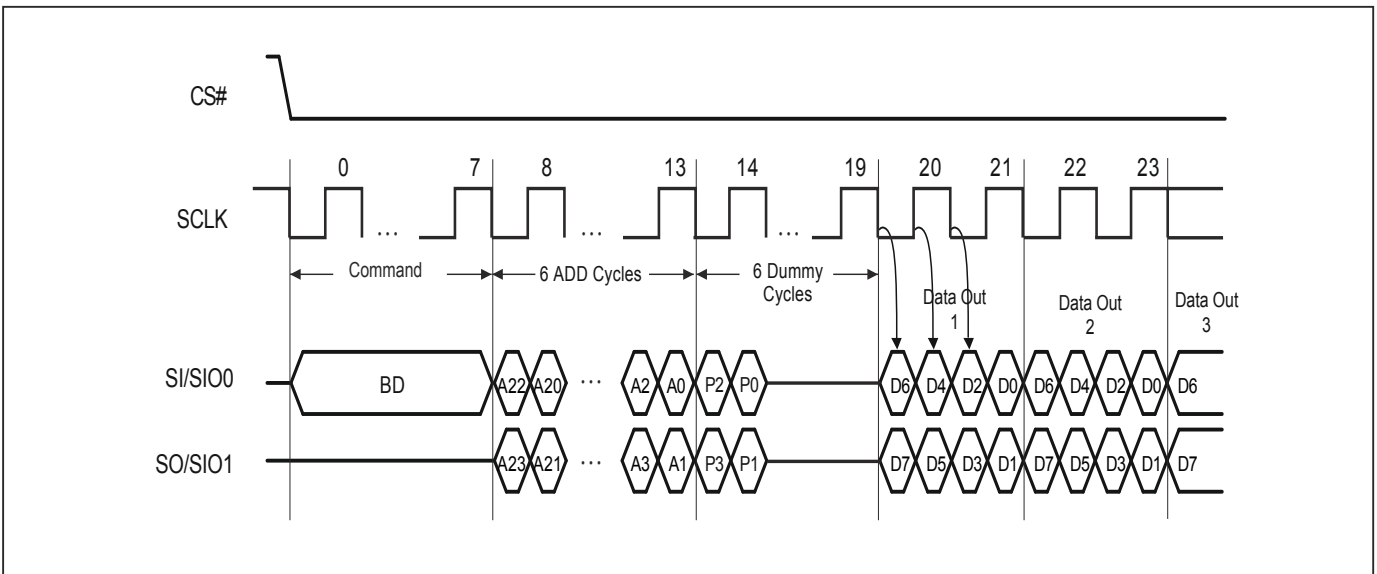 CS#
0 7 8 13 14 19 20 21 22 23
SCLK
... ... ...
Command 6 ADD Cycles 6 Dummy
Cycles
Data Out
1
Data Out
2
Data Out
3
SI/SIO0 BD A22 A20 ... A2 A0 P2 P0 D6 D4 D2 D0 D6 D4 D2 D0 D6
SO/SIO1 A23 A21 ... A3 A1 P3 P1 D7 D5 D3 D1 D7 D5 D3 D1 D7